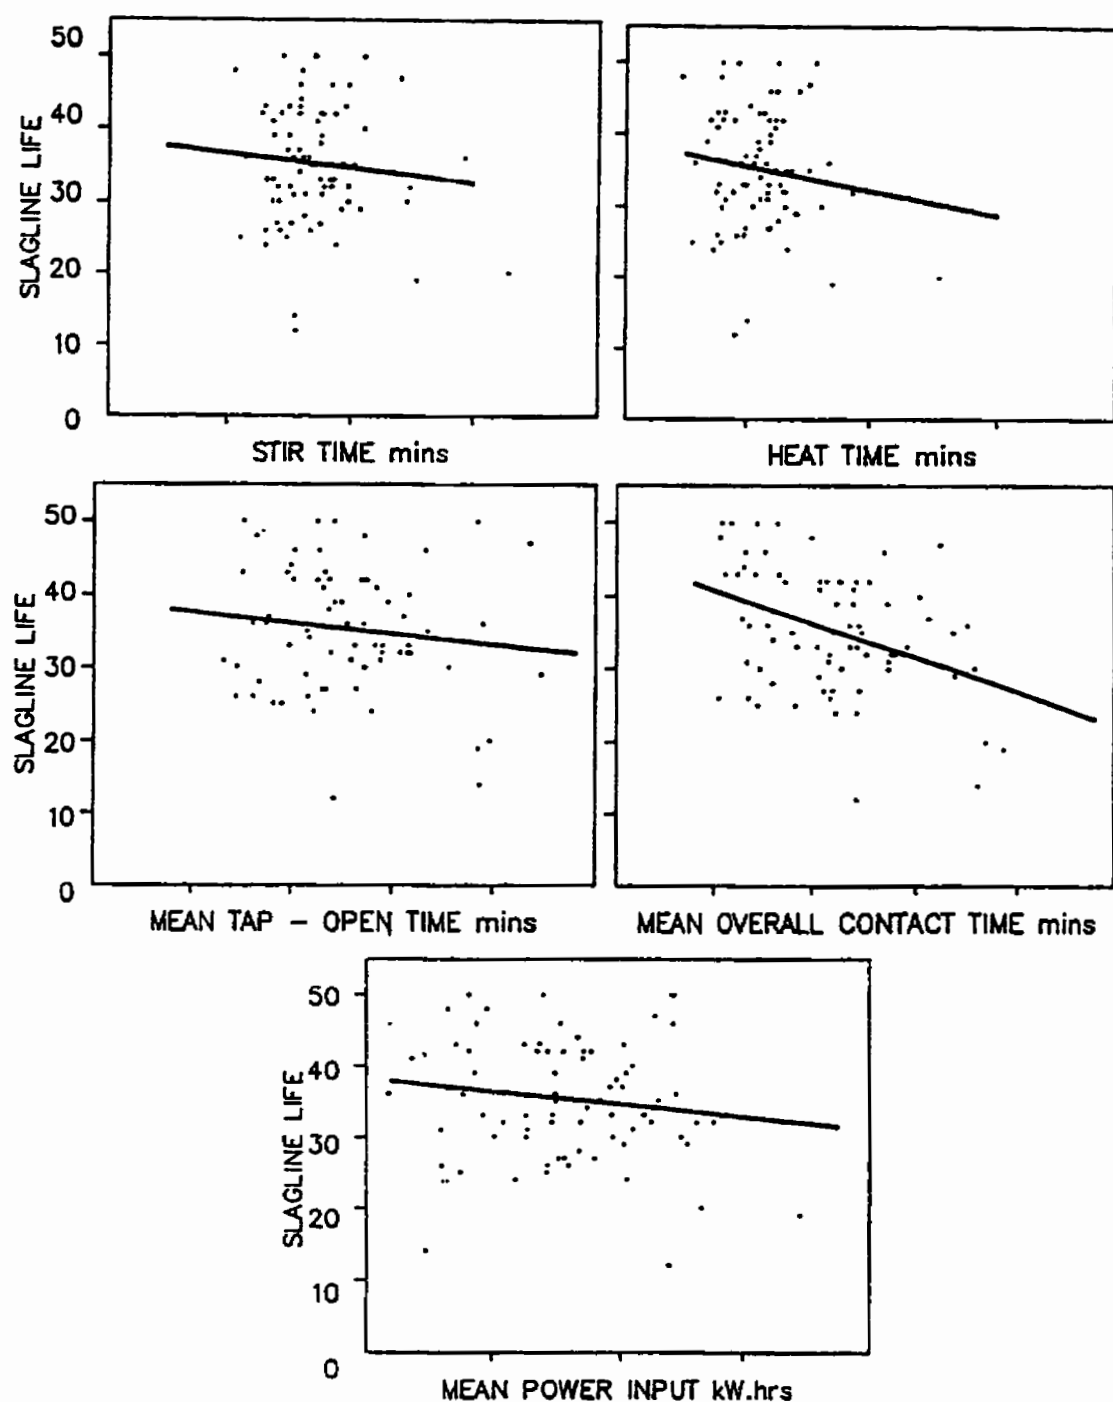 50
40
30
20
10
0
SLAGLINE LIFE
STIR TIME mins
HEAT TIME mins
50
40
30
20
10
0
SLAGLINE LIFE
MEAN TAP – OPEN TIME mins
MEAN OVERALL CONTACT TIME mins
50
40
30
20
10
0
SLAGLINE LIFE
MEAN POWER INPUT kW.hrs